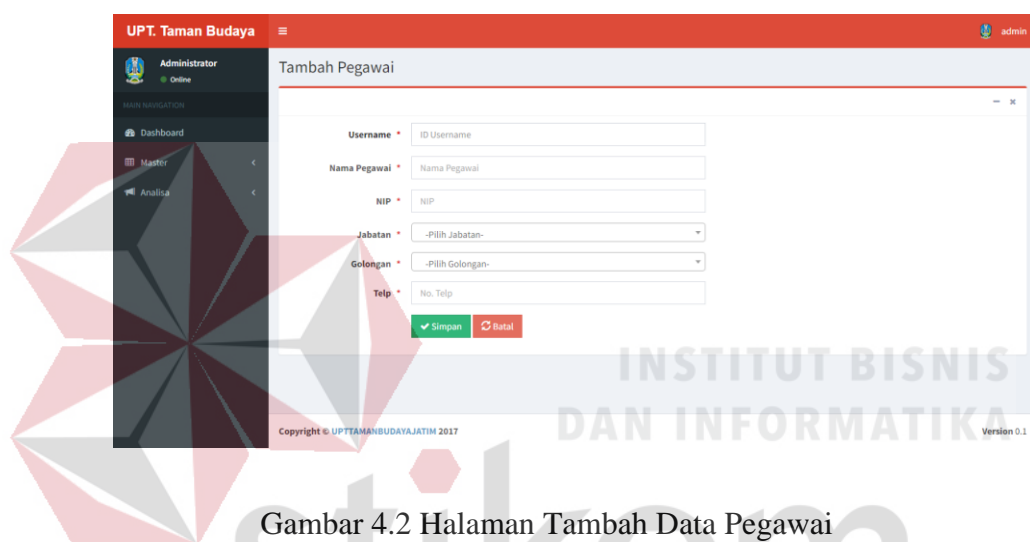 UPT. Taman Budaya
admin
Administrator
Online
Tambah Pegawai
MAIN NAVIGATION
Dashboard
Master
Analisa
Username * ID Username
Nama Pegawai * Nama Pegawai
NIP * NIP
Jabatan * -Pilih Jabatan-
Golongan * -Pilih Golongan-
Telp * No. Telp
Simpan Batal
INSTITUT BISNIS
DAN INFORMATIKA
Copyright © UPTTAMANBUDAYAJATIM 2017 Version 0.1
stikom
Gambar 4.2 Halaman Tambah Data Pegawai